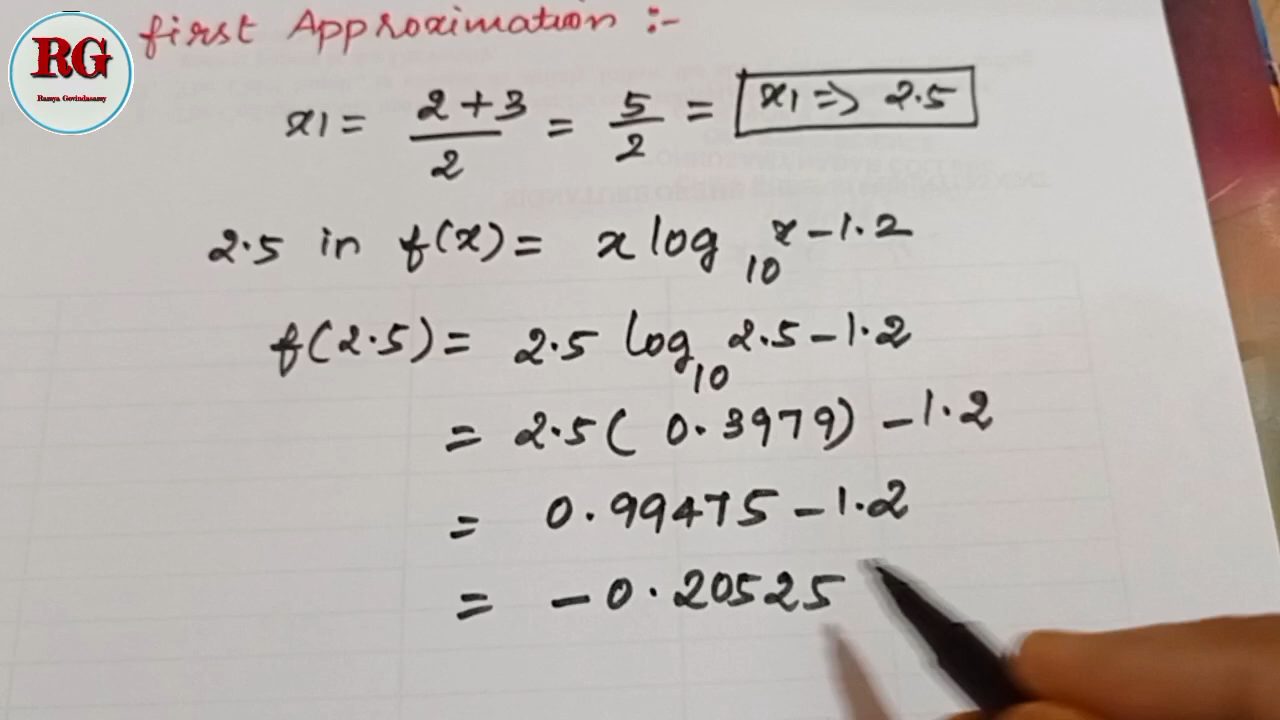 RG
Ramya Govindasamy
first Approximation :-
x1 = 2+3/2 = 5/2 = x1 => 2.5
2.5 in f(x) = x log10 x - 1.2
f(2.5) = 2.5 log10 2.5 - 1.2
= 2.5( 0.3979) - 1.2
= 0.99475 - 1.2
= - 0.20525